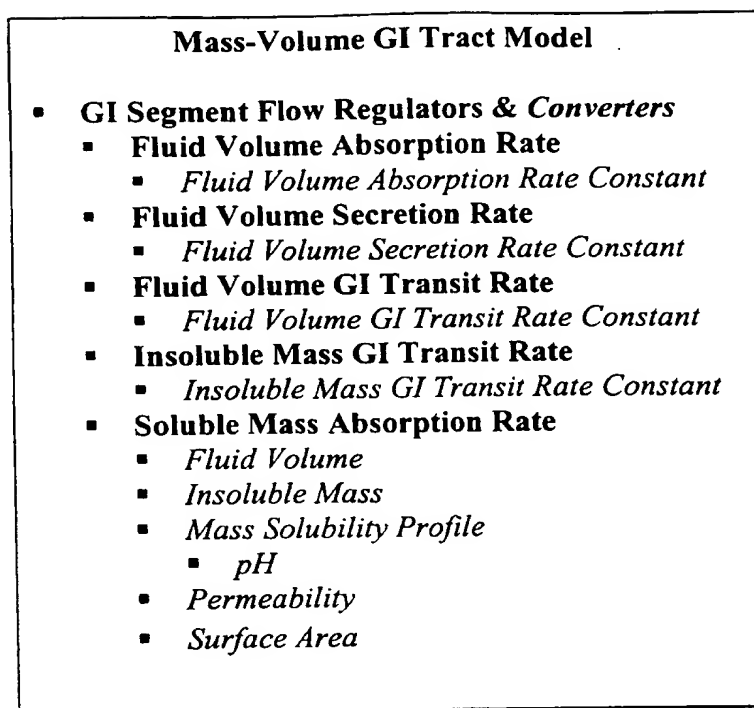 Mass-Volume GI Tract Model
▪ GI Segment Flow Regulators & Converters
▪ Fluid Volume Absorption Rate
▪ Fluid Volume Absorption Rate Constant
▪ Fluid Volume Secretion Rate
▪ Fluid Volume Secretion Rate Constant
▪ Fluid Volume GI Transit Rate
▪ Fluid Volume GI Transit Rate Constant
▪ Insoluble Mass GI Transit Rate
▪ Insoluble Mass GI Transit Rate Constant
▪ Soluble Mass Absorption Rate
▪ Fluid Volume
▪ Insoluble Mass
▪ Mass Solubility Profile
▪ pH
▪ Permeability
▪ Surface Area